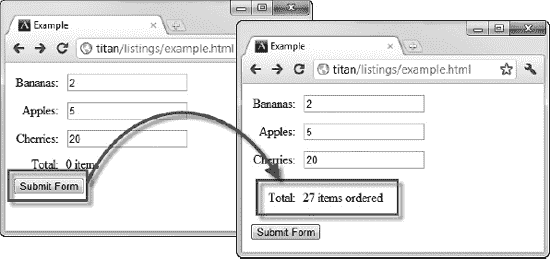 Example
titan/listings/example.html
Bananas: 2
Apples: 5
Cherries: 20
Total: 0 items
Submit Form
Example
titan/listings/example.html
Bananas: 2
Apples: 5
Cherries: 20
Total: 27 items ordered
Submit Form